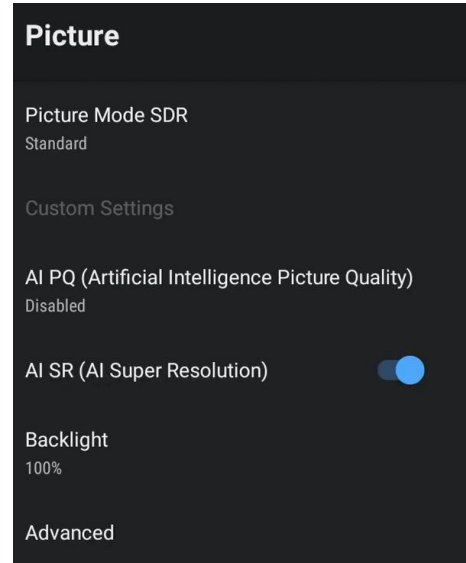 Picture
Picture Mode SDR
Standard
Custom Settings
AI PQ (Artificial Intelligence Picture Quality)
Disabled
AI SR (AI Super Resolution)
Backlight
100%
Advanced